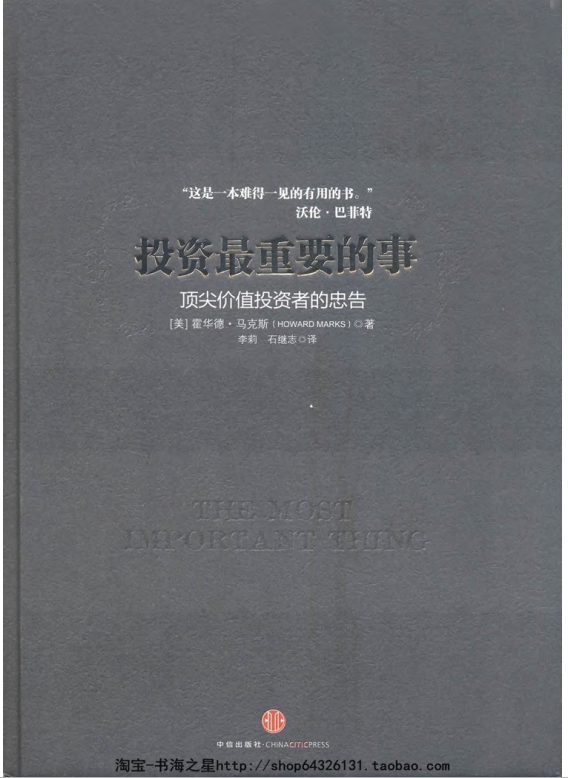 “这是一本难得一见的有用的书。”
沃伦·巴菲特
投资最重要的事
顶尖价值投资者的忠告
[美] 霍华德·马克斯（HOWARD MARKS）◎著
李莉 石继志◎译
THE MOST
IMPORTANT THING
中信出版社·CHINACITICPRESS
淘宝-书海之星http://shop64326131.taobao.com